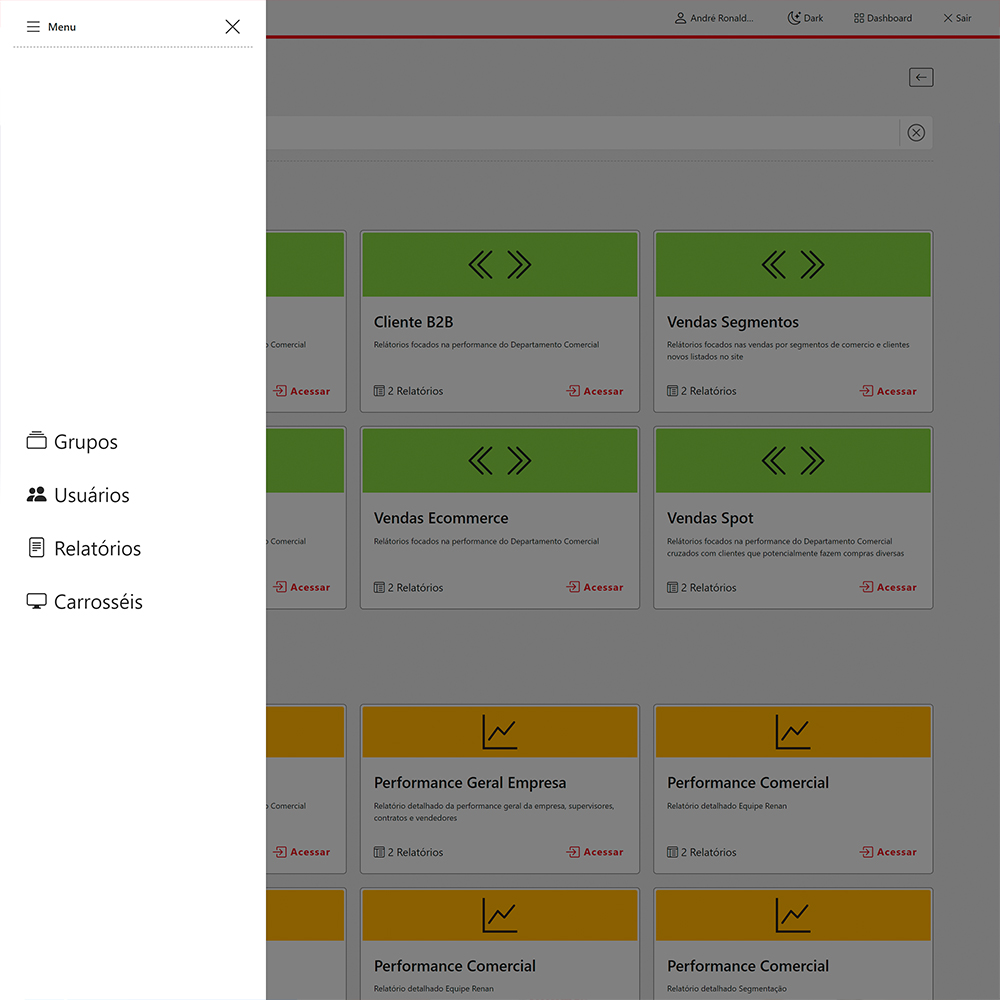 Menu
André Ronald...
Dark
Dashboard
Sair
Cliente B2B
Vendas Segmentos
Comercial
Relátorios focados na performance do Departamento Comercial
Relátorios focados nas vendas por segmentos de comercio e clientes
novos listados no site
Acessar
2 Relatórios
Acessar
2 Relatórios
Acessar
Grupos
Usuários
Relatórios
Carrosséis
Vendas Ecommerce
Vendas Spot
Comercial
Relátorios focados na performance do Departamento Comercial
Relátorios focados na performance do Departamento Comercial
cruzados com clientes que potencialmente fazem compras diversas
Acessar
2 Relatórios
Acessar
2 Relatórios
Acessar
Performance Geral Empresa
Performance Comercial
Comercial
Relatório detalhado da performance geral da empresa, supervisores,
contratos e vendedores
Relatório detalhado Equipe Renan
Acessar
2 Relatórios
Acessar
2 Relatórios
Acessar
Performance Comercial
Performance Comercial
Relatório detalhado Equipe Renan
Relatório detalhado Segmentação